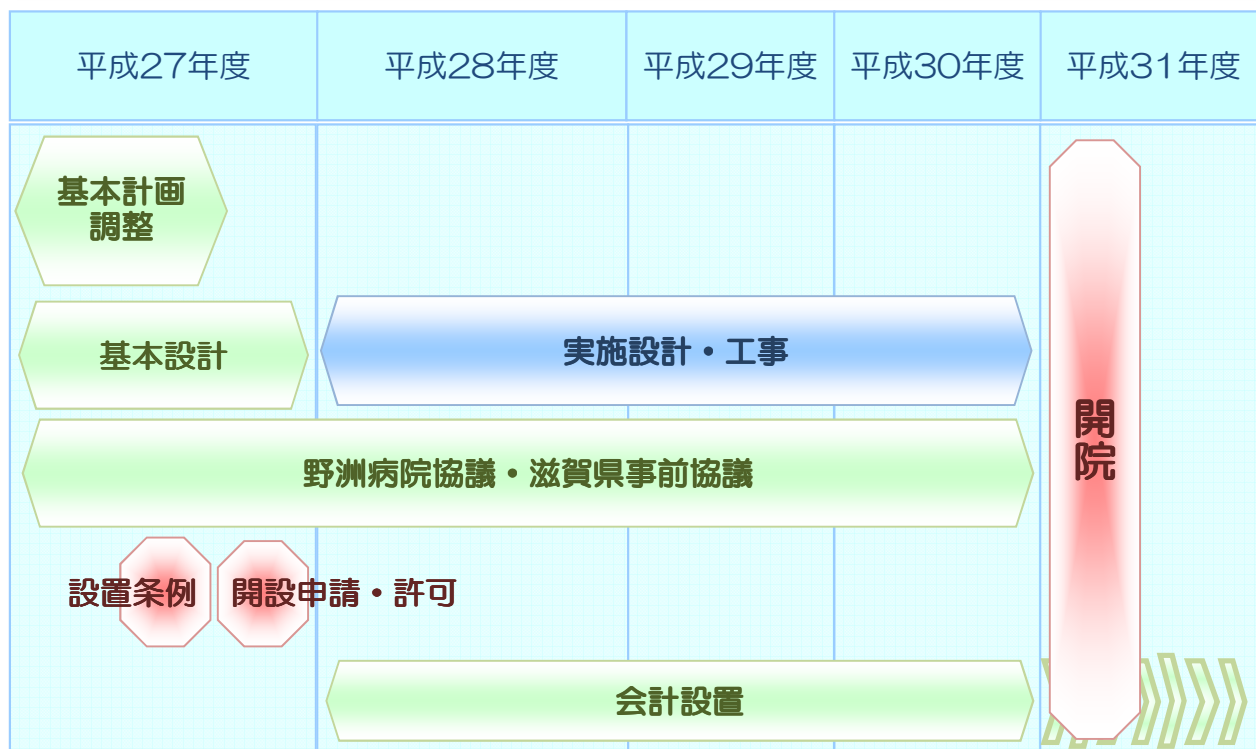 平成27年度
平成28年度
平成29年度
平成30年度
平成31年度
基本計画
調整
基本設計
実施設計・工事
野洲病院協議・滋賀県事前協議
設置条例
開設申請・許可
会計設置
開院